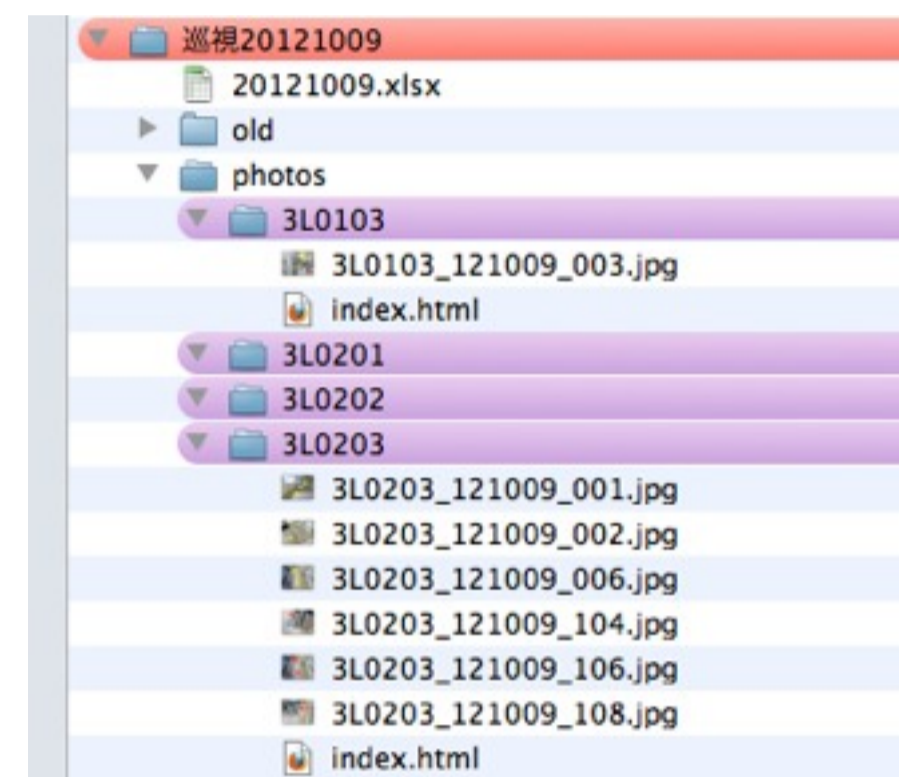 巡視20121009
20121009.xlsx
old
photos
3L0103
3L0103_121009_003.jpg
index.html
3L0201
3L0202
3L0203
3L0203_121009_001.jpg
3L0203_121009_002.jpg
3L0203_121009_006.jpg
3L0203_121009_104.jpg
3L0203_121009_106.jpg
3L0203_121009_108.jpg
index.html